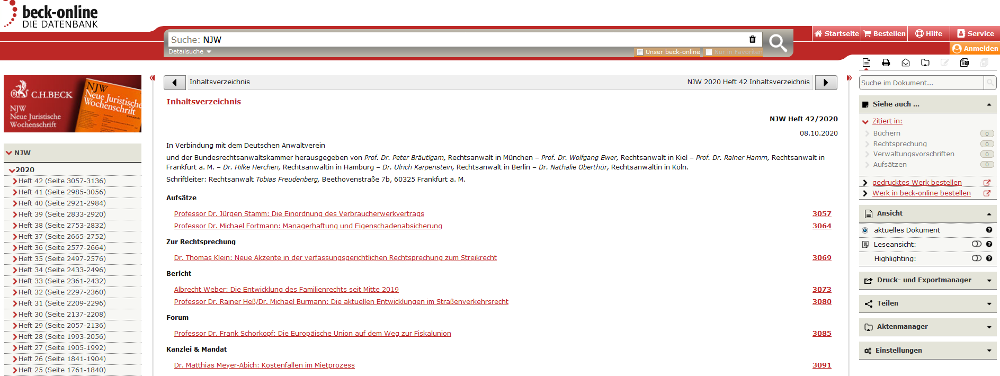 beck-online
DIE DATENBANK
Suche: NJW
Detailsuche
Unser beck-online
Nur in Favoriten
Startseite
Bestellen
Hilfe
Service
Anmelden
C.H.BECK
NJW
Neue Juristische
Wochenschrift
NJW
Neue Juristische
Wochenschrift
NJW
2020
Heft 42 (Seite 3057-3136)
Heft 41 (Seite 2985-3056)
Heft 40 (Seite 2921-2984)
Heft 39 (Seite 2833-2920)
Heft 38 (Seite 2753-2832)
Heft 37 (Seite 2665-2752)
Heft 36 (Seite 2577-2664)
Heft 35 (Seite 2497-2576)
Heft 34 (Seite 2433-2496)
Heft 33 (Seite 2361-2432)
Heft 32 (Seite 2297-2360)
Heft 31 (Seite 2209-2296)
Heft 30 (Seite 2137-2208)
Heft 29 (Seite 2057-2136)
Heft 28 (Seite 1993-2056)
Heft 27 (Seite 1905-1992)
Heft 26 (Seite 1841-1904)
Heft 25 (Seite 1761-1840)
Inhaltsverzeichnis
NJW 2020 Heft 42 Inhaltsverzeichnis
Inhaltsverzeichnis
NJW Heft 42/2020
08.10.2020
In Verbindung mit dem Deutschen Anwaltverein
und der Bundesrechtsanwaltskammer herausgegeben von Prof. Dr. Peter Bräutigam, Rechtsanwalt in München – Prof. Dr. Wolfgang Ewer, Rechtsanwalt in Kiel – Prof. Dr. Rainer Hamm, Rechtsanwalt in
Frankfurt a. M. – Dr. Hilke Herchen, Rechtsanwältin in Hamburg – Dr. Ulrich Karpenstein, Rechtsanwalt in Berlin – Dr. Nathalie Oberthür, Rechtsanwältin in Köln.
Schriftleiter: Rechtsanwalt Tobias Freudenberg, Beethovenstraße 7b, 60325 Frankfurt a. M.
Aufsätze
Professor Dr. Jürgen Stamm: Die Einordnung des Verbraucherwerkvertrags 3057
Professor Dr. Michael Fortmann: Managerhaftung und Eigenschadenabsicherung 3064
Zur Rechtsprechung
Dr. Thomas Klein: Neue Akzente in der verfassungsgerichtlichen Rechtsprechung zum Streikrecht 3069
Bericht
Albrecht Weber: Die Entwicklung des Familienrechts seit Mitte 2019 3073
Professor Dr. Rainer Heß/Dr. Michael Burmann: Die aktuellen Entwicklungen im Straßenverkehrsrecht 3080
Forum
Professor Dr. Frank Schorkopf: Die Europäische Union auf dem Weg zur Fiskalunion 3085
Kanzlei & Mandat
Dr. Matthias Meyer-Abich: Kostenfallen im Mietprozess 3091
Suche im Dokument...
Siehe auch ...
Zitiert in:
Büchern 0
Rechtsprechung 0
Verwaltungsvorschriften 0
Aufsätzen 0
gedrucktes Werk bestellen
Werk in beck-online bestellen
Ansicht
aktuelles Dokument
Leseansicht:
Highlighting:
Druck- und Exportmanager
Teilen
Aktenmanager
Einstellungen